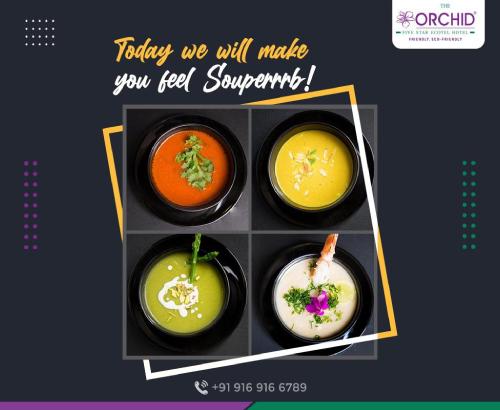 THE
ORCHID
FIVE STAR ECOTEL HOTEL
FRIENDLY. ECO-FRIENDLY
Today we will make
you feel Souperrrb!
+91 916 916 6789